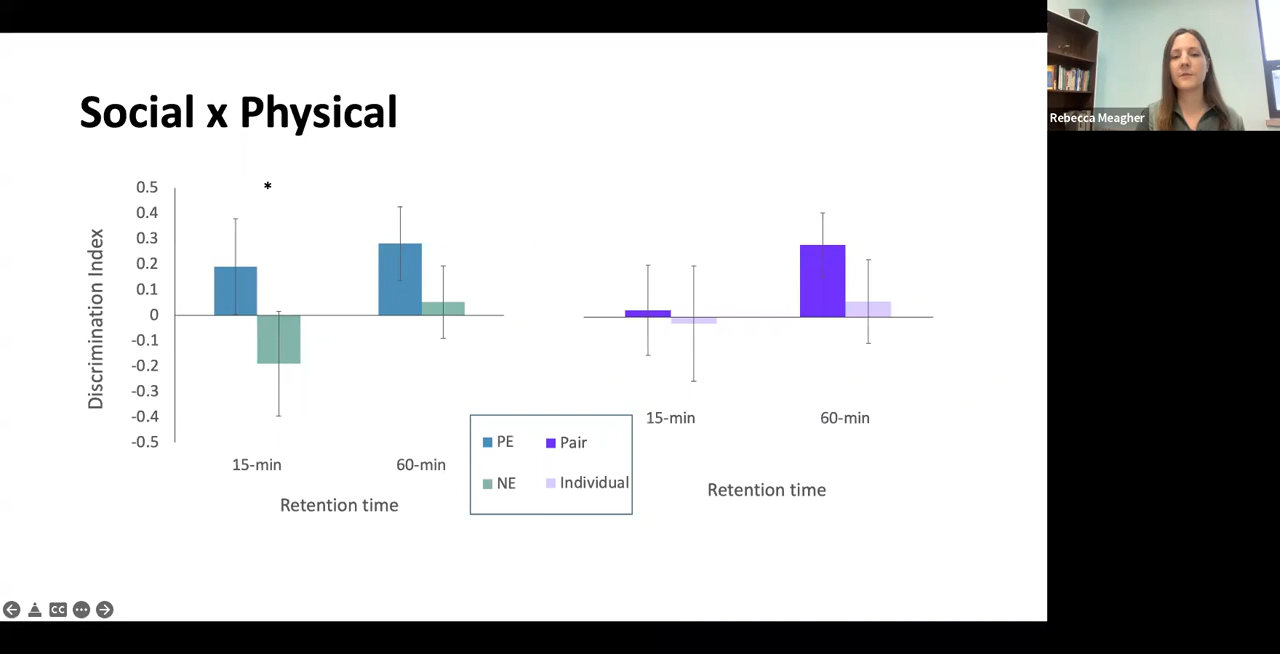 Social x Physical
Rebecca Meagher
*
Discrimination Index
0.5
0.4
0.3
0.2
0.1
0
-0.1
-0.2
-0.3
-0.4
-0.5
15-min
60-min
Retention time
PE
Pair
NE
Individual
15-min
60-min
Retention time
CC